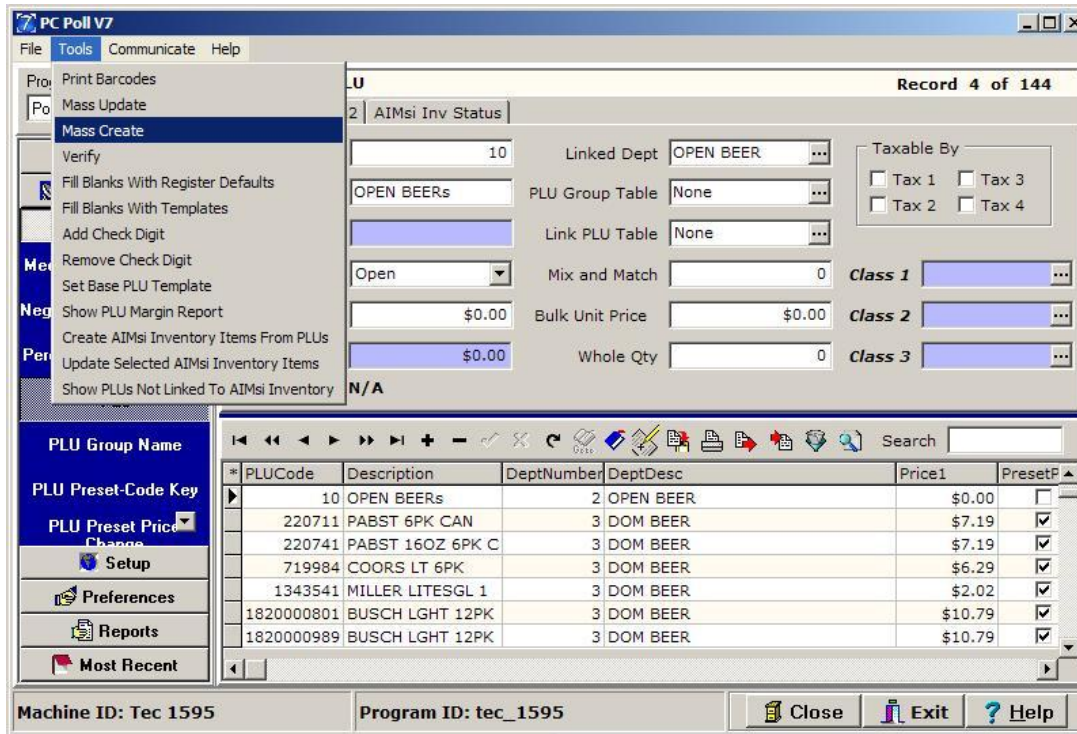 PC Poll V7
File Tools Communicate Help
Print Barcodes
Mass Update
Mass Create
Verify
Fill Blanks With Register Defaults
Fill Blanks With Templates
Add Check Digit
Remove Check Digit
Set Base PLU Template
Show PLU Margin Report
Create AIMsi Inventory Items From PLUs
Update Selected AIMsi Inventory Items
Show PLUs Not Linked To AIMsi Inventory
Pro
Po
LU
Record 4 of 144
2 AIMsi Inv Status
10 Linked Dept OPEN BEER ...
OPEN BEERs PLU Group Table None ...
Link PLU Table None ...
Open Mix and Match 0
$0.00 Bulk Unit Price $0.00
$0.00 Whole Qty 0
N/A
Taxable By
Tax 1 Tax 3
Tax 2 Tax 4
Class 1 ...
Class 2 ...
Class 3 ...
Med
Neg
Per
PLU Group Name
PLU Preset-Code Key
PLU Preset Price
Change
Setup
Preferences
Reports
Most Recent
Search
* PLUCode Description DeptNumber DeptDesc Price1 PresetP
10 OPEN BEERs 2 OPEN BEER $0.00
220711 PABST 6PK CAN 3 DOM BEER $7.19
220741 PABST 16OZ 6PK C 3 DOM BEER $7.19
719984 COORS LT 6PK 3 DOM BEER $6.29
1343541 MILLER LITESGL 1 3 DOM BEER $2.02
1820000801 BUSCH LGHT 12PK 3 DOM BEER $10.79
1820000989 BUSCH LGHT 12PK 3 DOM BEER $10.79
Machine ID: Tec 1595 Program ID: tec_1595 Close Exit ? Help